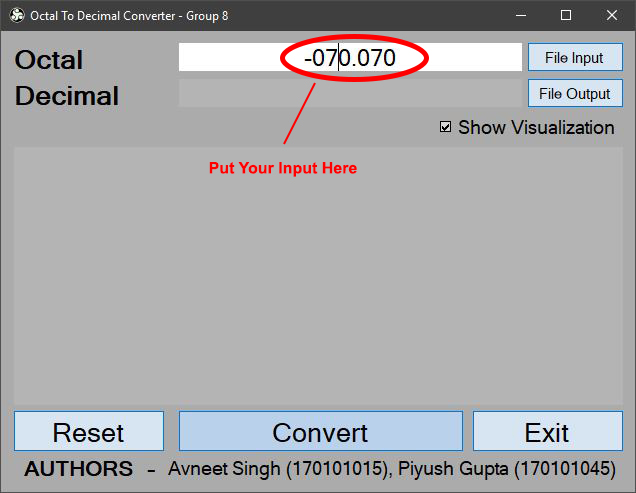 Octal To Decimal Converter - Group 8
Octal
-070.070
File Input
Decimal
File Output
Show Visualization
Put Your Input Here
Reset
Convert
Exit
AUTHORS - Avneet Singh (170101015), Piyush Gupta (170101045)